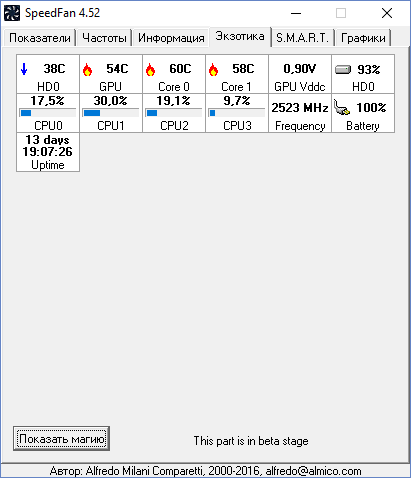 SpeedFan 4.52
Показатели Частоты Информация Экзотика S.M.A.R.T. Графики
38C 54C 60C 58C 0,90V 93%
HD0 GPU Core 0 Core 1 GPU Vddc HD0
17,5% 30,0% 19,1% 9,7% 2523 MHz 100%
CPU0 CPU1 CPU2 CPU3 Frequency Battery
13 days
19:07:26
Uptime
Показать магию This part is in beta stage
Автор: Alfredo Milani Comparetti, 2000-2016, alfredo@almico.com